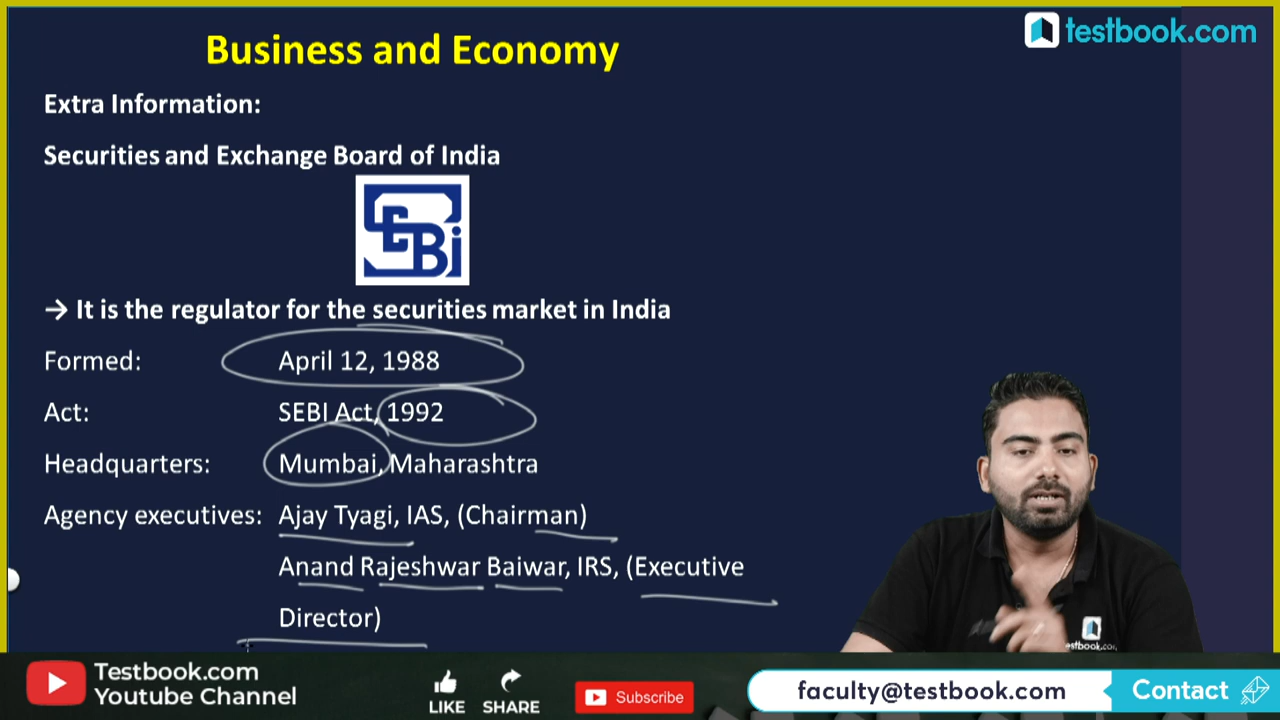 Business and Economy
testbook.com
Extra Information:
Securities and Exchange Board of India
SEBi
→ It is the regulator for the securities market in India
Formed: April 12, 1988
Act: SEBI Act, 1992
Headquarters: Mumbai, Maharashtra
Agency executives: Ajay Tyagi, IAS, (Chairman)
Anand Rajeshwar Baiwar, IRS, (Executive
Director)
testbook.com
Testbook.com
Youtube Channel
LIKE
SHARE
Subscribe
faculty@testbook.com
Contact